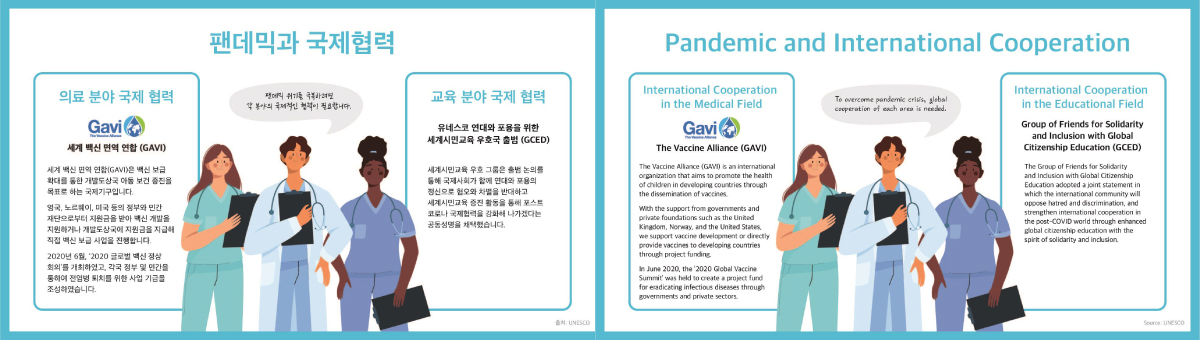 팬데믹과 국제협력
의료 분야 국제 협력
Gavi
The Vaccine Alliance
세계 백신 면역 연합 (GAVI)
세계 백신 면역 연합(GAVI)은 백신 보급
확대를 통한 개발도상국 아동 보건 증진을
목표로 하는 국제기구입니다.
영국, 노르웨이, 미국 등의 정부와 민간
재단으로부터 지원금을 받아 백신 개발을
지원하거나 개발도상국에 지원금을 지급해
직접 백신 보급 사업을 진행합니다.
2020년 6월, '2020 글로벌 백신 정상
회의'를 개최하였고, 각국 정부 및 민간을
통하여 전염병 퇴치를 위한 사업 기금을
조성하였습니다.
팬데믹 위기를 극복하려면
각 분야의 국제적인 협력이 필요합니다.
교육 분야 국제 협력
유네스코 연대와 포용을 위한
세계시민교육 우호국 출범 (GCED)
세계시민교육 우호 그룹은 출범 논의를
통해 국제사회가 함께 연대와 포용의
정신으로 혐오와 차별을 반대하고
세계시민교육 증진 활동을 통해 포스트
코로나 국제협력을 강화해 나가겠다는
공동성명을 채택했습니다.
출처: UNESCO
Pandemic and International Cooperation
International Cooperation
in the Medical Field
Gavi
The Vaccine Alliance
The Vaccine Alliance (GAVI)
The Vaccine Alliance (GAVI) is an international
organization that aims to promote the health
of children in developing countries through
the dissemination of vaccines.
With the support from governments and
private foundations such as the United
Kingdom, Norway, and the United States,
we support vaccine development or directly
provide vaccines to developing countries
through project funding.
In June 2020, the '2020 Global Vaccine
Summit' was held to create a project fund
for eradicating infectious diseases through
governments and private sectors.
To overcome pandemic crisis, global
cooperation of each area is needed.
International Cooperation
in the Educational Field
Group of Friends for Solidarity
and Inclusion with Global
Citizenship Education (GCED)
The Group of Friends for Solidarity
and Inclusion with Global Citizenship
Education adopted a joint statement in
which the international community will
oppose hatred and discrimination, and
strengthen international cooperation in
the post-COVID world through enhanced
global citizenship education with the
spirit of solidarity and inclusion.
Source: UNESCO